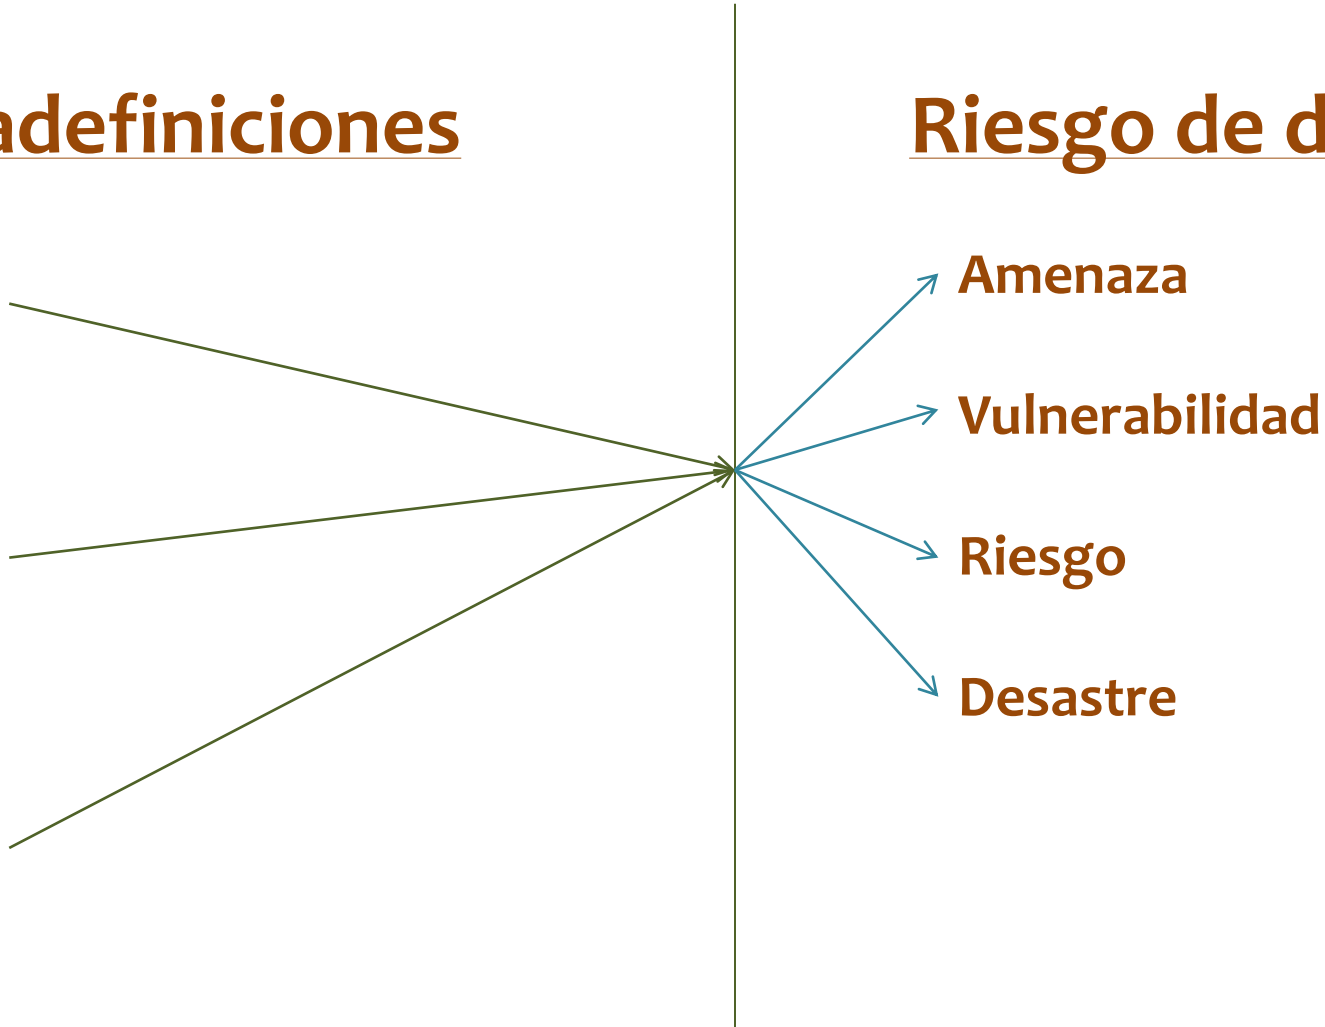 adefiniciones
Riesgo de d
Amenaza
Vulnerabilidad
Riesgo
Desastre